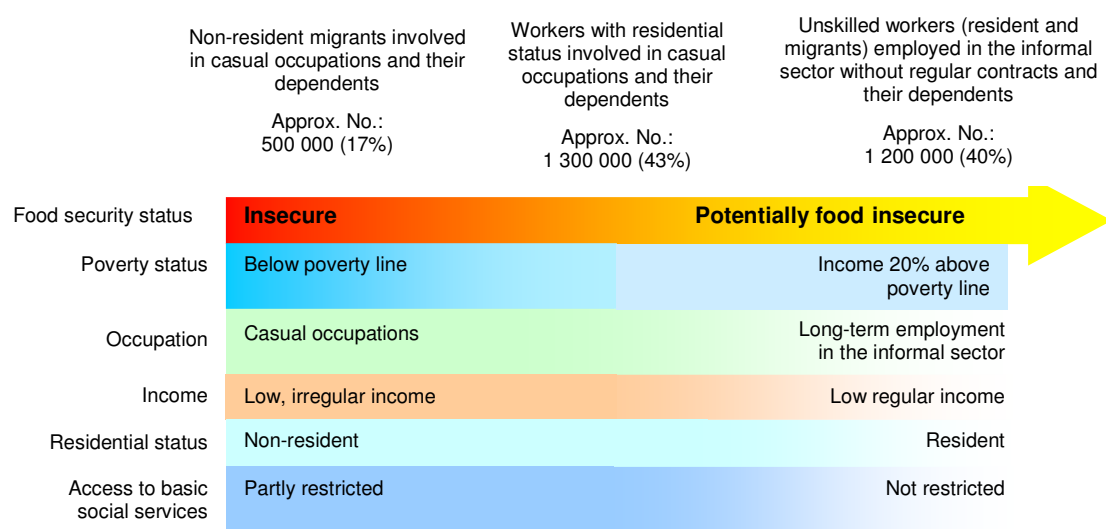 Non-resident migrants involved
in casual occupations and their
dependents
Approx. No.:
500 000 (17%)
Workers with residential
status involved in casual
occupations and their
dependents
Approx. No.:
1 300 000 (43%)
Unskilled workers (resident and
migrants) employed in the informal
sector without regular contracts and
their dependents
Approx. No.:
1 200 000 (40%)
Food security status
Insecure
Potentially food insecure
Poverty status
Below poverty line
Income 20% above
poverty line
Occupation
Casual occupations
Long-term employment
in the informal sector
Income
Low, irregular income
Low regular income
Residential status
Non-resident
Resident
Access to basic
social services
Partly restricted
Not restricted